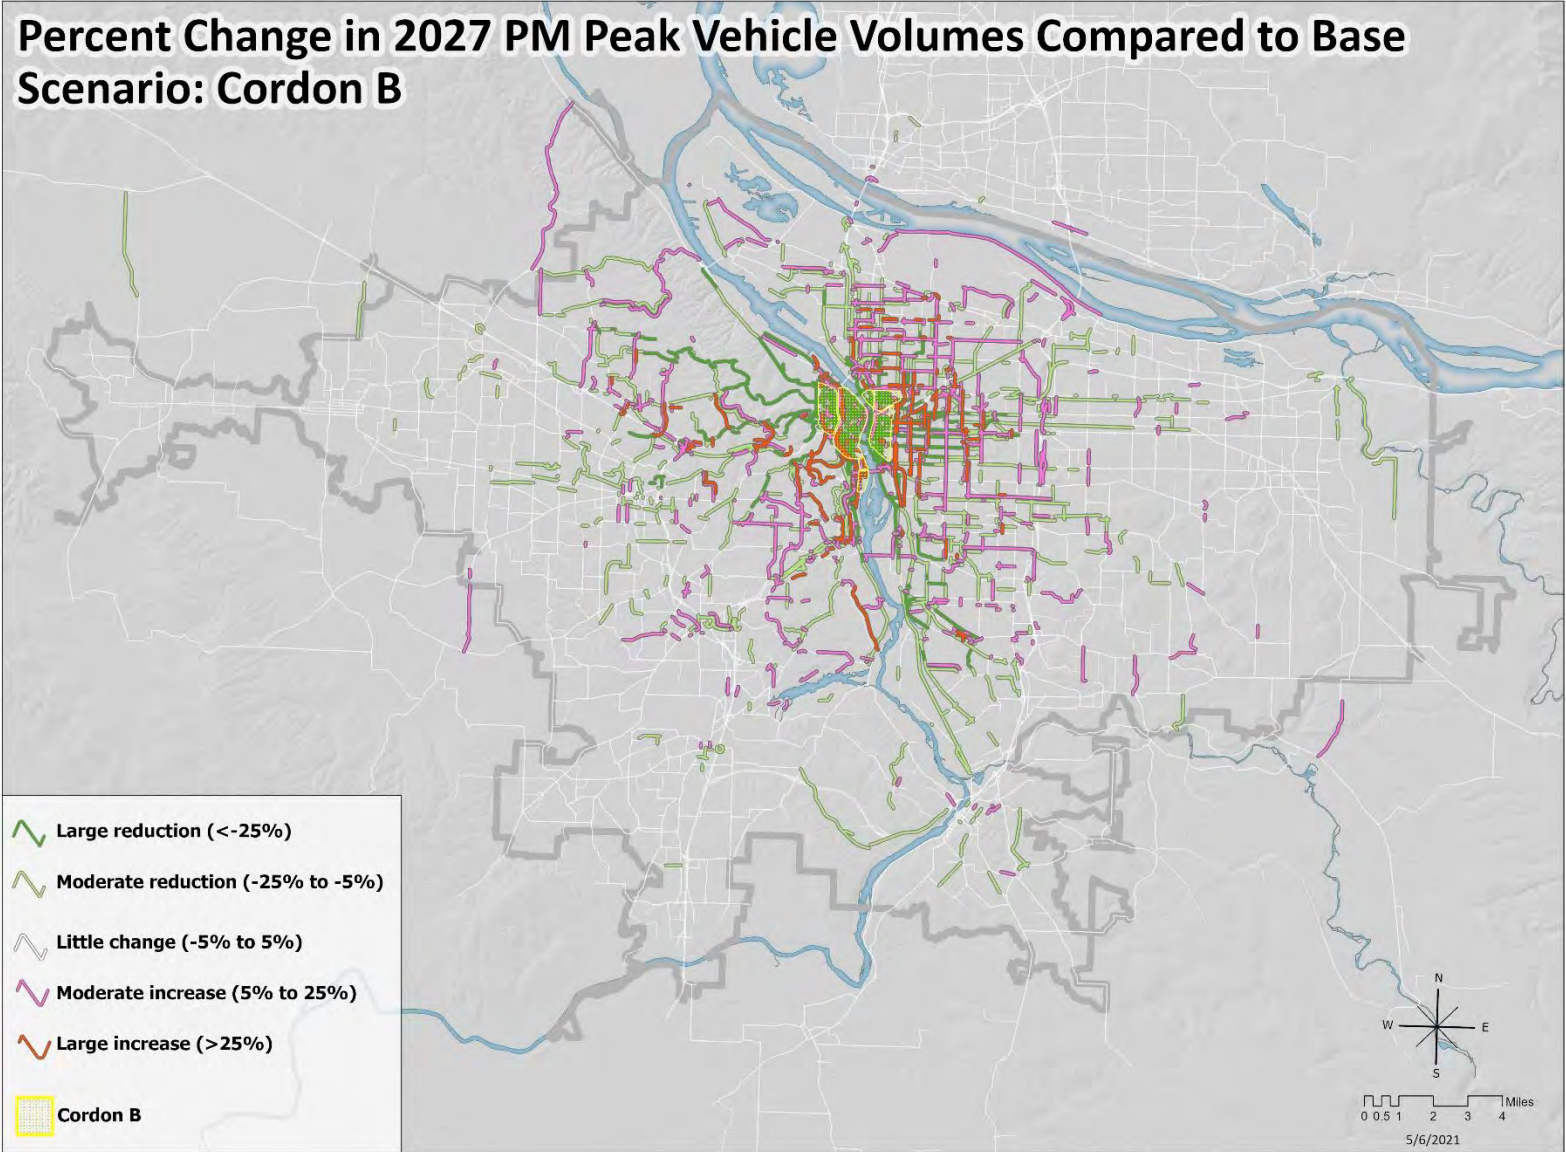 Percent Change in 2027 PM Peak Vehicle Volumes Compared to Base
Scenario: Cordon B
Large reduction (<-25%)
Moderate reduction (-25% to -5%)
Little change (-5% to 5%)
Moderate increase (5% to 25%)
Large increase (>25%)
Cordon B
N
W E
S
Miles
0 0.5 1 2 3 4
5/6/2021